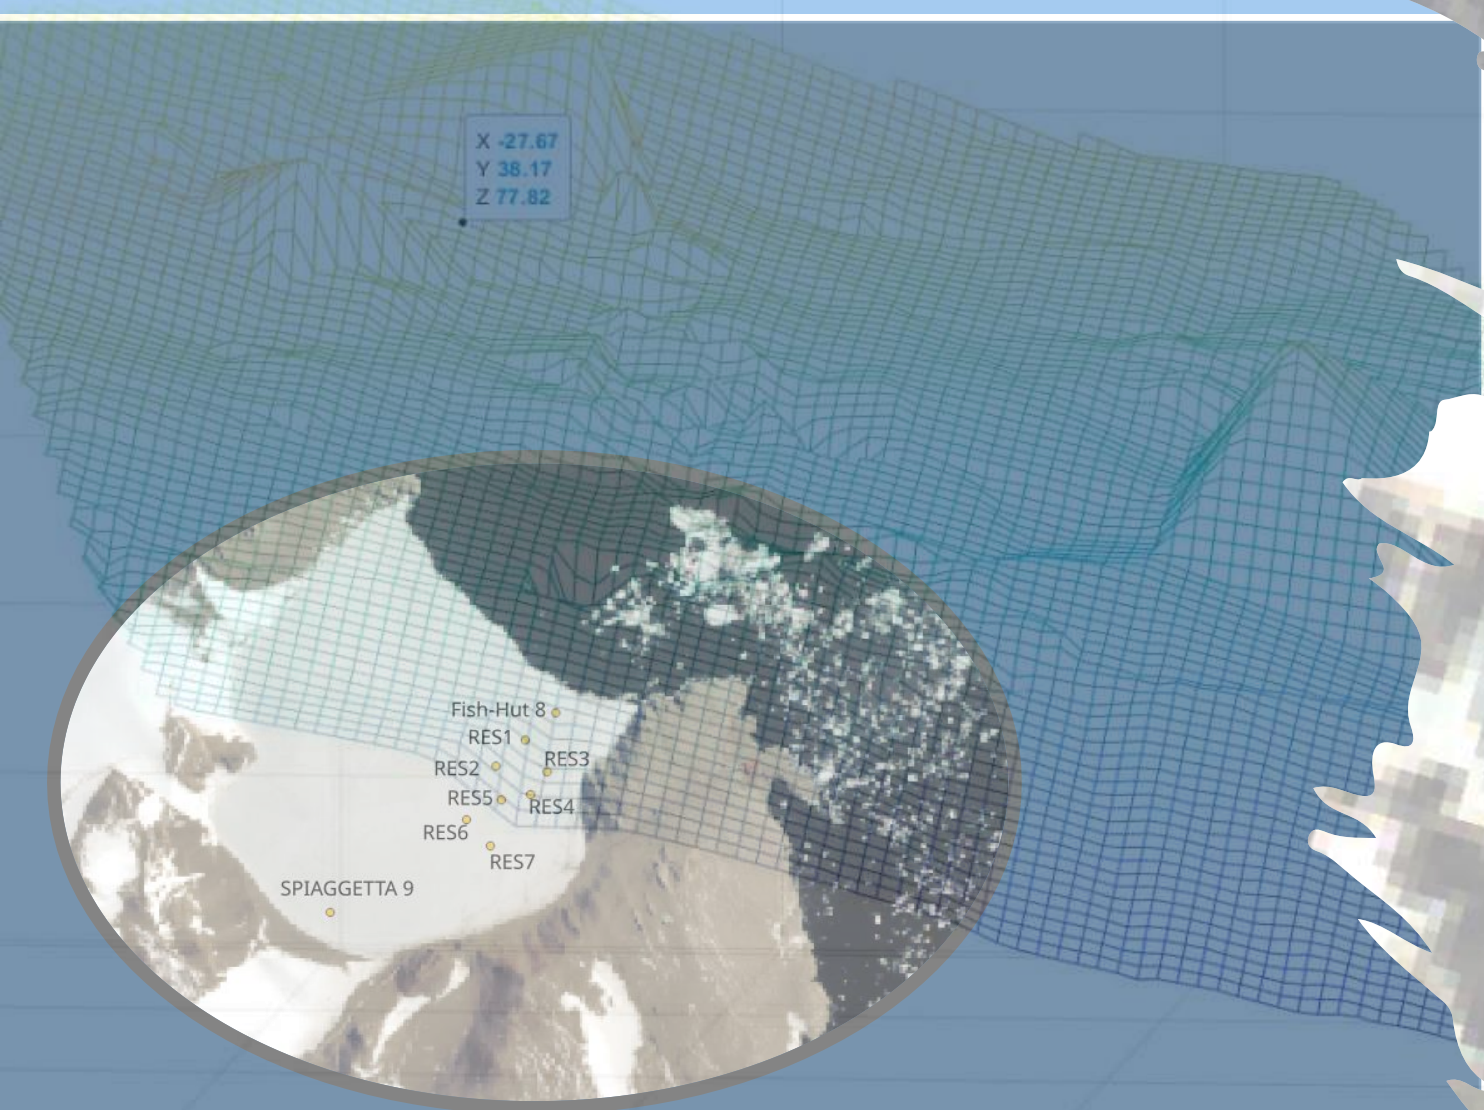 X -27.67
Y 38.17
Z 77.82
Fish-Hut 8
RES1
RES3
RES2
RES5
RES4
RES6
RES7
SPIAGGETTA 9